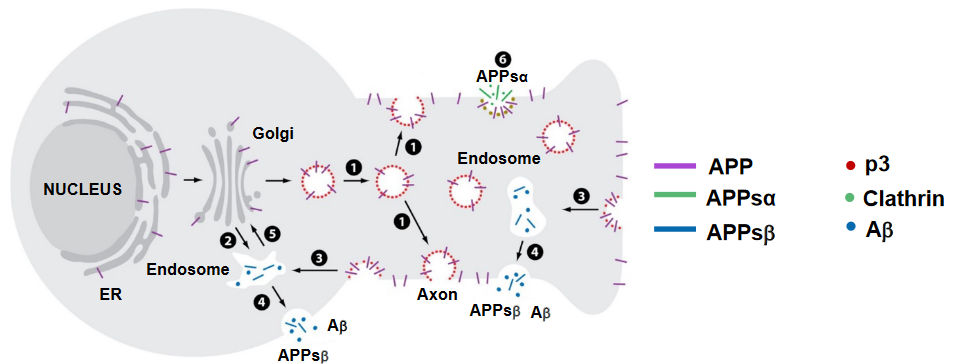 6
APPsα
Golgi
1
1
Endosome
NUCLEUS
3
1
2
5
4
Endosome
3
ER
4
Axon
APPsβ
Aβ
Aβ
APPsβ
APP
APPsα
APPsβ
p3
Clathrin
Aβ